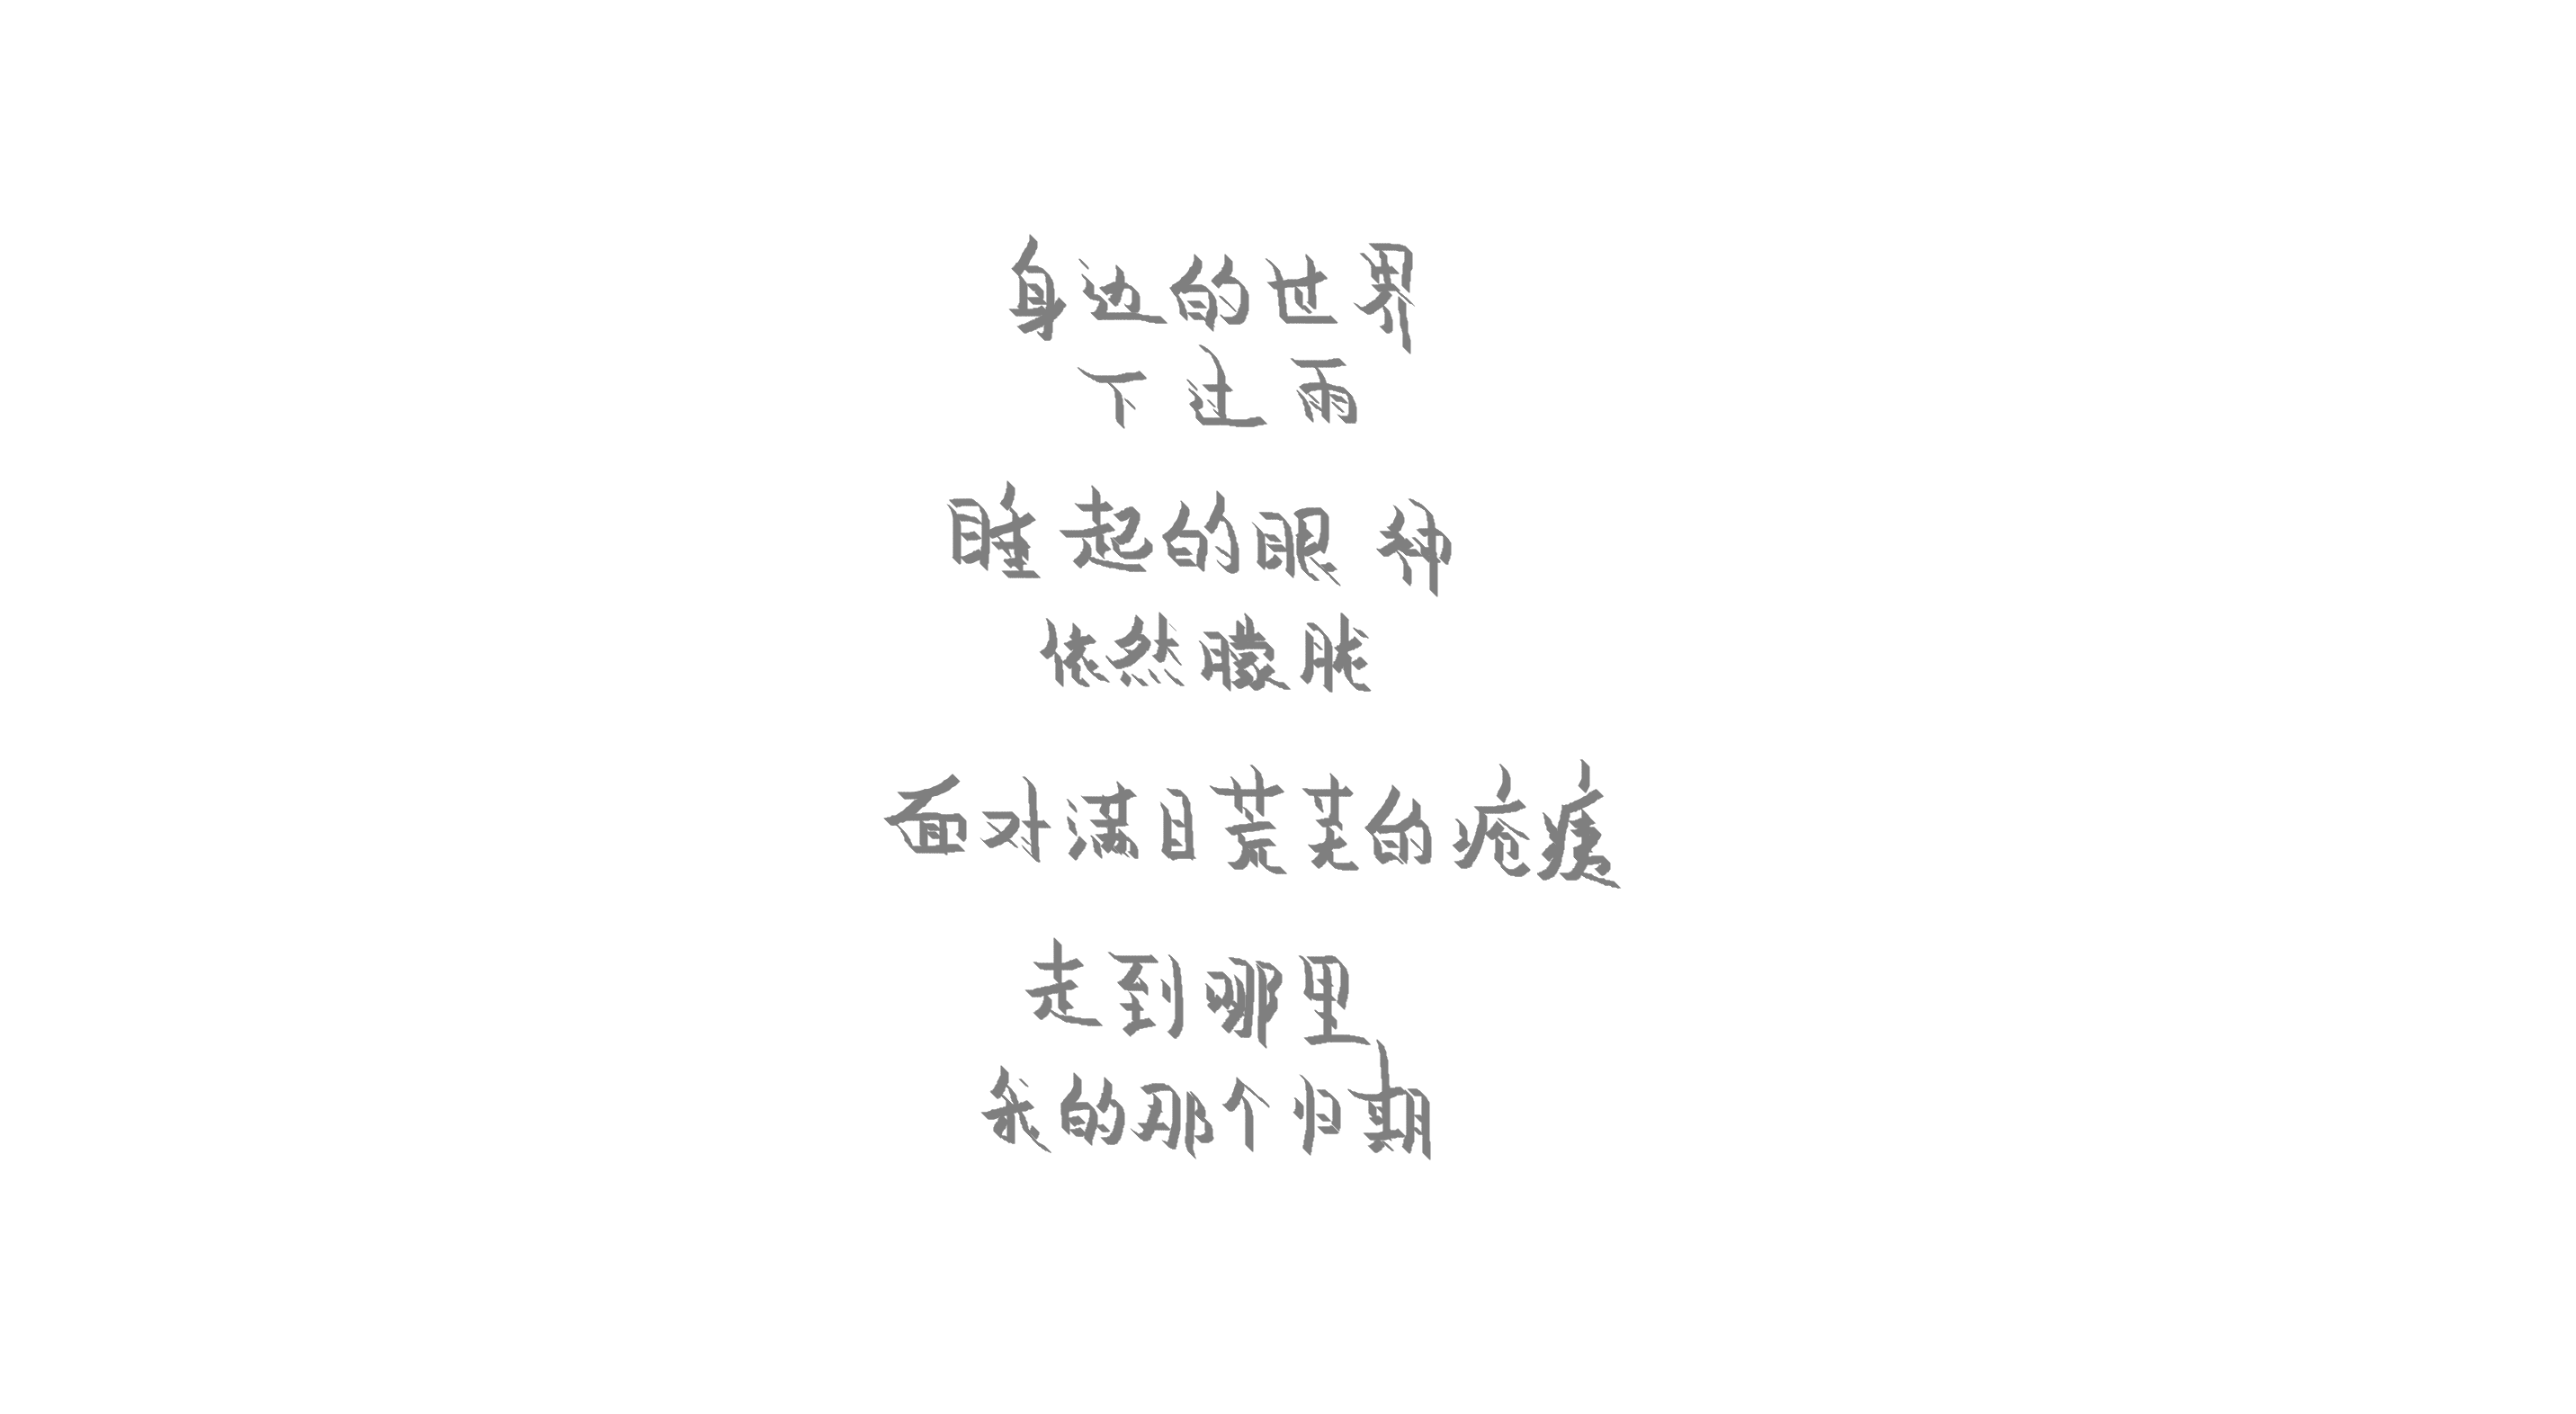 身边的世界
下过雨
睡起的眼神
依然朦胧
面对满目荒芜的疮痍
走到哪里
我的那个归期